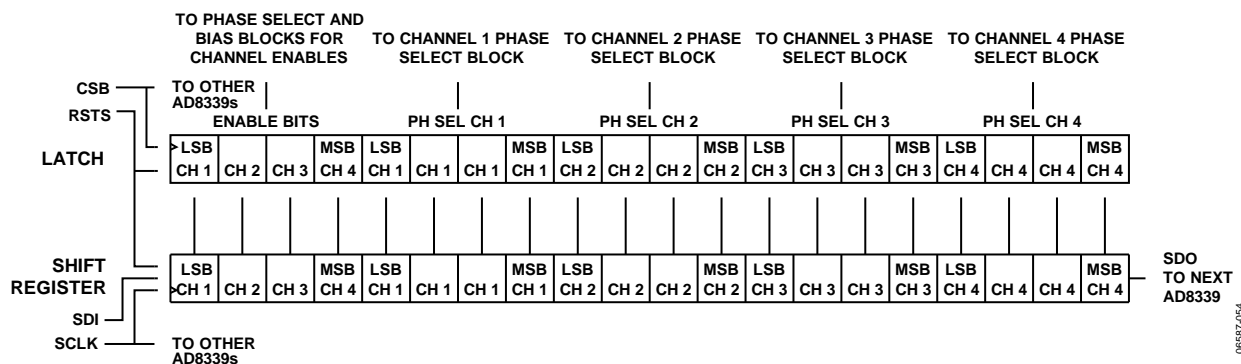 TO PHASE SELECT AND
BIAS BLOCKS FOR
CHANNEL ENABLES
TO CHANNEL 1 PHASE
SELECT BLOCK
TO CHANNEL 2 PHASE
SELECT BLOCK
TO CHANNEL 3 PHASE
SELECT BLOCK
TO CHANNEL 4 PHASE
SELECT BLOCK
CSB
TO OTHER
AD8339s
RSTS
ENABLE BITS
PH SEL CH 1
PH SEL CH 2
PH SEL CH 3
PH SEL CH 4
LATCH
LSB MSB LSB MSB LSB MSB LSB MSB LSB MSB
CH 1 CH 2 CH 3 CH 4 CH 1 CH 1 CH 1 CH 1 CH 2 CH 2 CH 2 CH 2 CH 3 CH 3 CH 3 CH 3 CH 4 CH 4 CH 4 CH 4
SHIFT
REGISTER
LSB MSB LSB MSB LSB MSB LSB MSB LSB MSB
CH 1 CH 2 CH 3 CH 4 CH 1 CH 1 CH 1 CH 1 CH 2 CH 2 CH 2 CH 2 CH 3 CH 3 CH 3 CH 3 CH 4 CH 4 CH 4 CH 4
SDO
TO NEXT
AD8339
SDI
SCLK
TO OTHER
AD8339s
06587-054